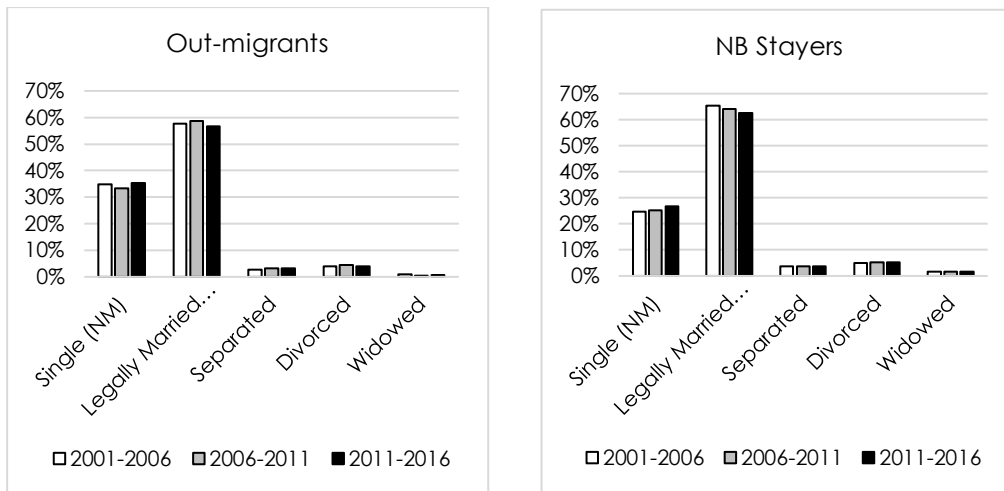 Out-migrants
70%
60%
50%
40%
30%
20%
10%
0%
Single (NM)
Legally Married...
Separated
Divorced
Widowed
2001-2006 2006-2011 2011-2016
NB Stayers
70%
60%
50%
40%
30%
20%
10%
0%
Single (NM)
Legally Married...
Separated
Divorced
Widowed
2001-2006 2006-2011 2011-2016